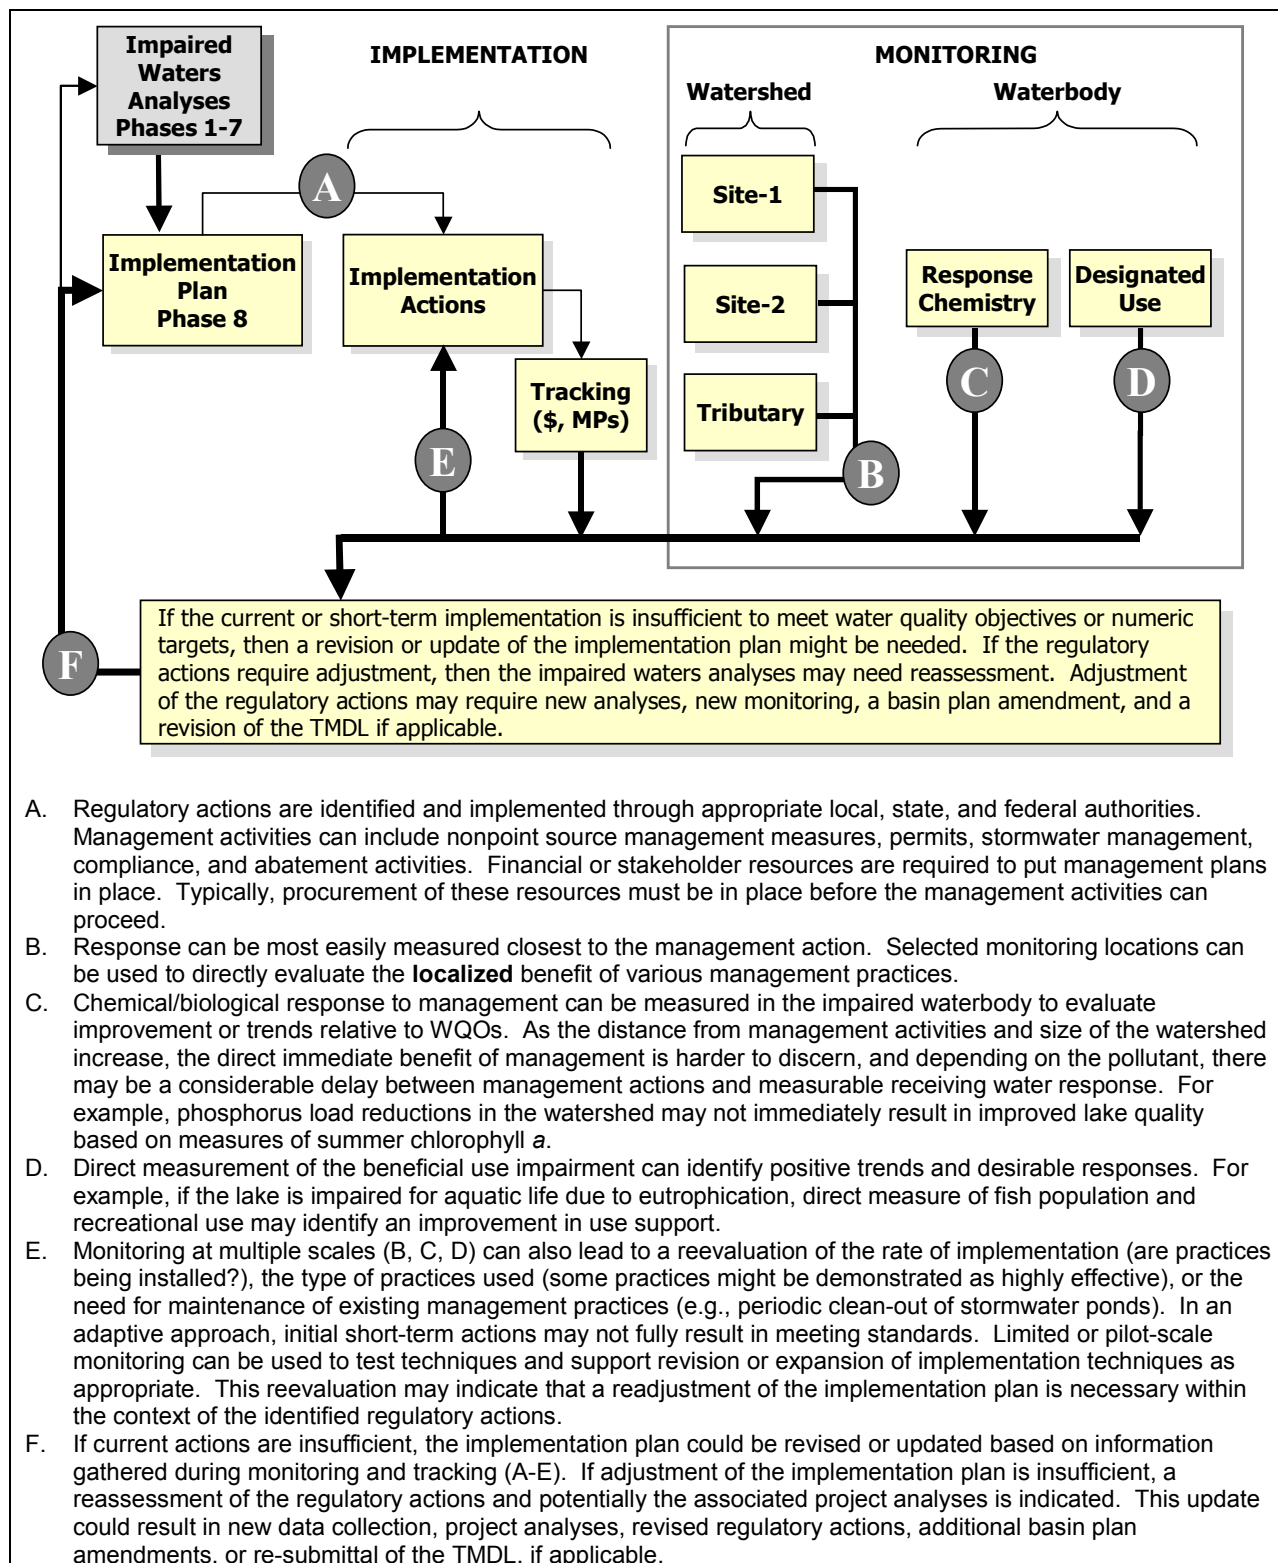 Impaired
Waters
Analyses
Phases 1-7
IMPLEMENTATION
MONITORING
Watershed
Waterbody
A
Site-1
Implementation
Plan
Phase 8
Implementation
Actions
Site-2
Response
Chemistry
Designated
Use
Tracking
($, MPs)
Tributary
C
D
E
B
F
If the current or short-term implementation is insufficient to meet water quality objectives or numeric
targets, then a revision or update of the implementation plan might be needed. If the regulatory
actions require adjustment, then the impaired waters analyses may need reassessment. Adjustment
of the regulatory actions may require new analyses, new monitoring, a basin plan amendment, and a
revision of the TMDL if applicable.
A. Regulatory actions are identified and implemented through appropriate local, state, and federal authorities.
Management activities can include nonpoint source management measures, permits, stormwater management,
compliance, and abatement activities. Financial or stakeholder resources are required to put management plans
in place. Typically, procurement of these resources must be in place before the management activities can
proceed.
B. Response can be most easily measured closest to the management action. Selected monitoring locations can
be used to directly evaluate the localized benefit of various management practices.
C. Chemical/biological response to management can be measured in the impaired waterbody to evaluate
improvement or trends relative to WQOs. As the distance from management activities and size of the watershed
increase, the direct immediate benefit of management is harder to discern, and depending on the pollutant, there
may be a considerable delay between management actions and measurable receiving water response. For
example, phosphorus load reductions in the watershed may not immediately result in improved lake quality
based on measures of summer chlorophyll a.
D. Direct measurement of the beneficial use impairment can identify positive trends and desirable responses. For
example, if the lake is impaired for aquatic life due to eutrophication, direct measure of fish population and
recreational use may identify an improvement in use support.
E. Monitoring at multiple scales (B, C, D) can also lead to a reevaluation of the rate of implementation (are practices
being installed?), the type of practices used (some practices might be demonstrated as highly effective), or the
need for maintenance of existing management practices (e.g., periodic clean-out of stormwater ponds). In an
adaptive approach, initial short-term actions may not fully result in meeting standards. Limited or pilot-scale
monitoring can be used to test techniques and support revision or expansion of implementation techniques as
appropriate. This reevaluation may indicate that a readjustment of the implementation plan is necessary within
the context of the identified regulatory actions.
F. If current actions are insufficient, the implementation plan could be revised or updated based on information
gathered during monitoring and tracking (A-E). If adjustment of the implementation plan is insufficient, a
reassessment of the regulatory actions and potentially the associated project analyses is indicated. This update
could result in new data collection, project analyses, revised regulatory actions, additional basin plan
amendments, or re-submittal of the TMDL, if applicable.